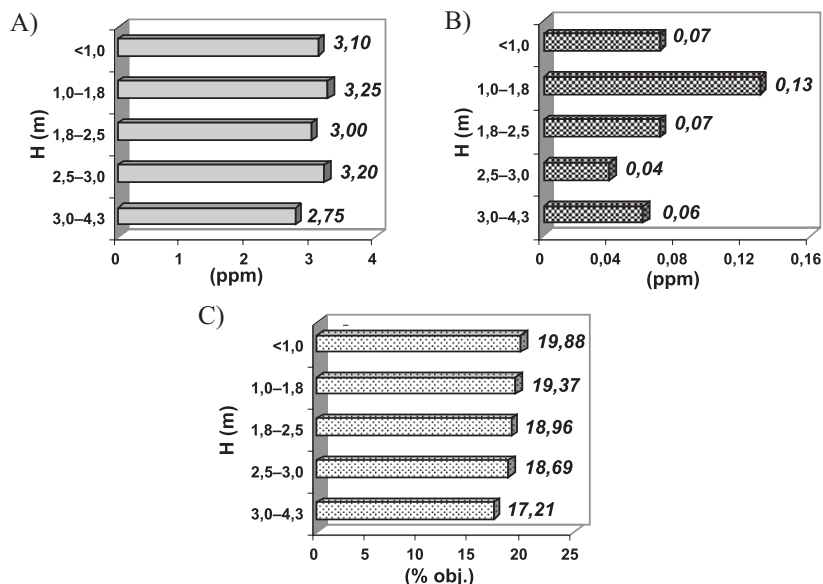 A)
H (m)
<1,0
3,10
1,0–1,8
3,25
1,8–2,5
3,00
2,5–3,0
3,20
3,0–4,3
2,75
0 1 2 3 4
(ppm)
B)
H (m)
<1,0
0,07
1,0–1,8
0,13
1,8–2,5
0,07
2,5–3,0
0,04
3,0–4,3
0,06
0 0,04 0,08 0,12 0,16
(ppm)
C)
H (m)
<1,0
19,88
1,0–1,8
19,37
1,8–2,5
18,96
2,5–3,0
18,69
3,0–4,3
17,21
0 5 10 15 20 25
(% obj.)